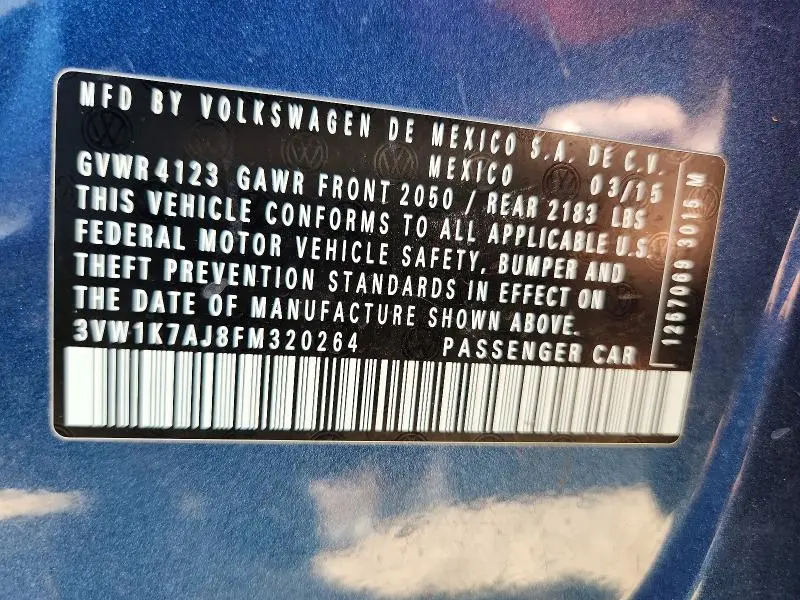 MFD BY VOLKSWAGEN DE MEXICO S.A. DE C.V.
MEXICO 03/15
GVWR 4123 GAWR FRONT 2050 / REAR 2183 LBS
THIS VEHICLE CONFORMS TO ALL APPLICABLE U.S.
FEDERAL MOTOR VEHICLE SAFETY, BUMPER AND
THEFT PREVENTION STANDARDS IN EFFECT ON
THE DATE OF MANUFACTURE SHOWN ABOVE.
3VW1K7AJ8FM320264 PASSENGER CAR
1267069 3015 M